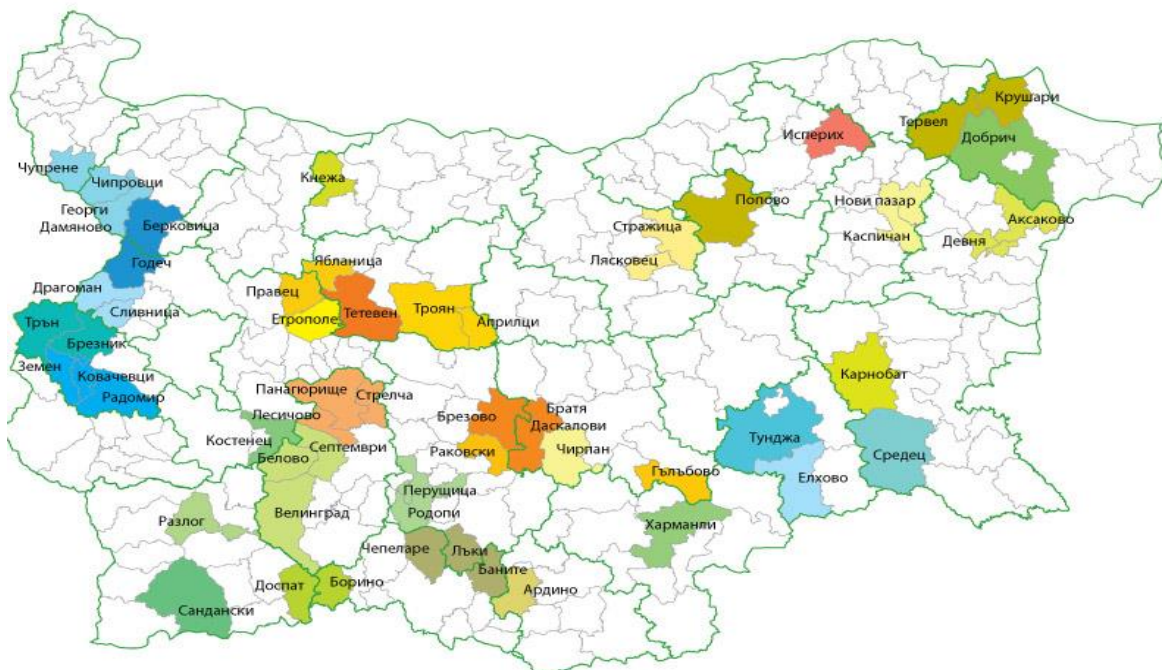 Крушари
Тервел
Добрич
Исперих
Чупрене
Чипровци
Кнежа
Георги
Дамяново
Берковица
Попово
Нови пазар
Аксаково
Стражица
Каспичан
Девня
Лясковец
Годеч
Ябланица
Драгоман
Правец
Сливница
Етрополе
Тетевен
Троян
Априлци
Трън
Брезник
Земен
Ковачевци
Радомир
Карнобат
Панагюрище
Стрелча
Лесичово
Брезово
Братя
Даскалови
Костенец
Септември
Чирпан
Тунджа
Раковски
Белово
Средец
Гълъбово
Елхово
Перущица
Велинград
Родопи
Разлог
Харманли
Чепеларе
Лъки
Баните
Доспат
Борино
Ардино
Сандански